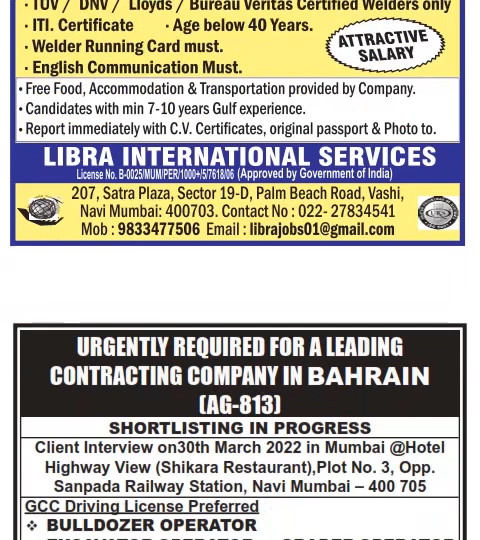 · TUV / DNV / Lloyds / Bureau Veritas Certified Welders only
· ITI. Certificate · Age below 40 Years.
· Welder Running Card must.
· English Communication Must.
ATTRACTIVE
SALARY
· Free Food, Accommodation & Transportation provided by Company.
· Candidates with min 7-10 years Gulf experience.
· Report immediately with C.V. Certificates, original passport & Photo to.
LIBRA INTERNATIONAL SERVICES
License No. B-0025/MUM/PER/1000+/5/7618/06 (Approved by Government of India)
207, Satra Plaza, Sector 19-D, Palm Beach Road, Vashi,
Navi Mumbai: 400703. Contact No : 022- 27834541
Mob : 9833477506 Email : librajobs01@gmail.com
URGENTLY REQUIRED FOR A LEADING
CONTRACTING COMPANY IN BAHRAIN
(AG-813)
SHORTLISTING IN PROGRESS
Client Interview on30th March 2022 in Mumbai @Hotel
Highway View (Shikara Restaurant),Plot No. 3, Opp.
Sanpada Railway Station, Navi Mumbai – 400 705
GCC Driving License Preferred
❖ BULLDOZER OPERATOR